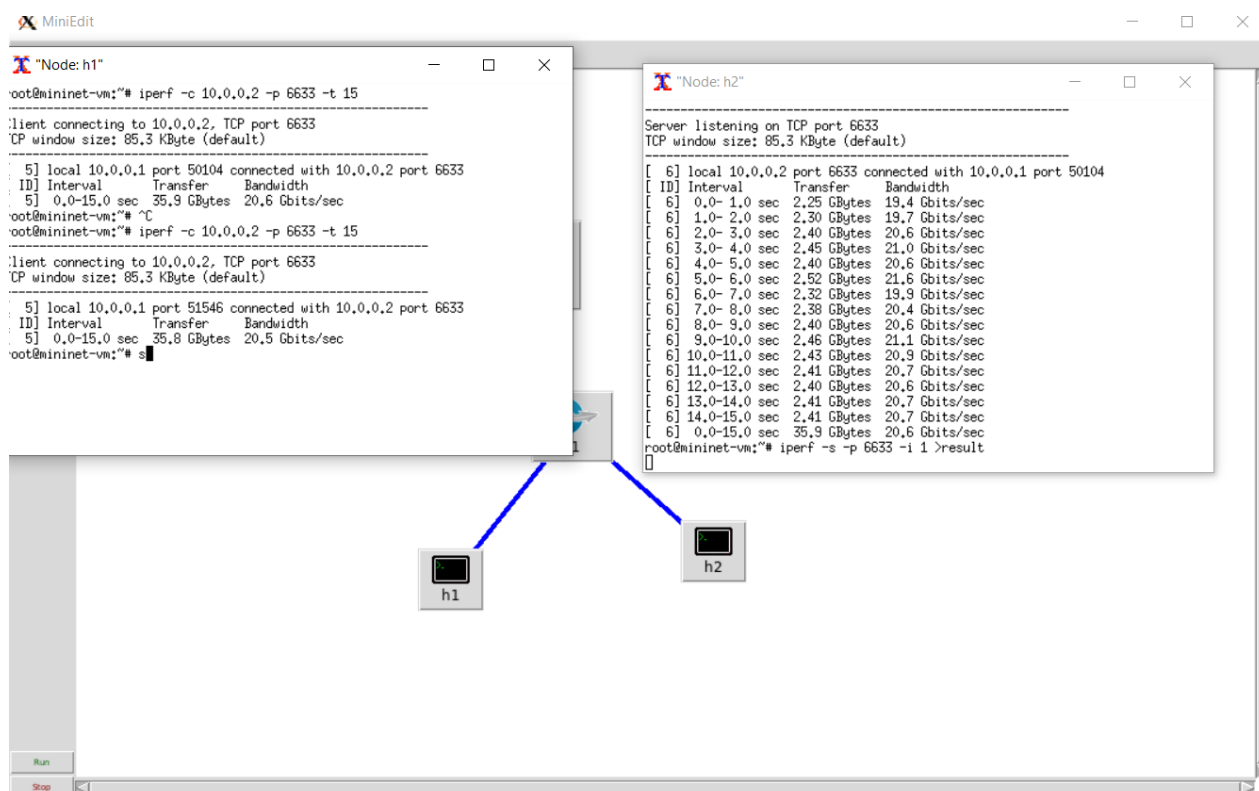 MiniEdit
"Node: h1"
oot@mininet-vm:~# iperf -c 10.0.0.2 -p 6633 -t 15
------------------------------------------------------------
lient connecting to 10.0.0.2, TCP port 6633
CP window size: 85.3 KByte (default)
------------------------------------------------------------
5] local 10.0.0.1 port 50104 connected with 10.0.0.2 port 6633
ID] Interval Transfer Bandwidth
5] 0.0-15.0 sec 35.9 GBytes 20.6 Gbits/sec
oot@mininet-vm:~# ^C
oot@mininet-vm:~# iperf -c 10.0.0.2 -p 6633 -t 15
------------------------------------------------------------
lient connecting to 10.0.0.2, TCP port 6633
CP window size: 85.3 KByte (default)
------------------------------------------------------------
5] local 10.0.0.1 port 51546 connected with 10.0.0.2 port 6633
ID] Interval Transfer Bandwidth
5] 0.0-15.0 sec 35.8 GBytes 20.5 Gbits/sec
oot@mininet-vm:~# s
"Node: h2"
------------------------------------------------------------
Server listening on TCP port 6633
TCP window size: 85.3 KByte (default)
------------------------------------------------------------
[ 6] local 10.0.0.2 port 6633 connected with 10.0.0.1 port 50104
[ ID] Interval Transfer Bandwidth
[ 6] 0.0- 1.0 sec 2.25 GBytes 19.4 Gbits/sec
[ 6] 1.0- 2.0 sec 2.30 GBytes 19.7 Gbits/sec
[ 6] 2.0- 3.0 sec 2.40 GBytes 20.6 Gbits/sec
[ 6] 3.0- 4.0 sec 2.45 GBytes 21.0 Gbits/sec
[ 6] 4.0- 5.0 sec 2.40 GBytes 20.6 Gbits/sec
[ 6] 5.0- 6.0 sec 2.52 GBytes 21.6 Gbits/sec
[ 6] 6.0- 7.0 sec 2.32 GBytes 19.9 Gbits/sec
[ 6] 7.0- 8.0 sec 2.38 GBytes 20.4 Gbits/sec
[ 6] 8.0- 9.0 sec 2.40 GBytes 20.6 Gbits/sec
[ 6] 9.0-10.0 sec 2.46 GBytes 21.1 Gbits/sec
[ 6] 10.0-11.0 sec 2.43 GBytes 20.9 Gbits/sec
[ 6] 11.0-12.0 sec 2.41 GBytes 20.7 Gbits/sec
[ 6] 12.0-13.0 sec 2.40 GBytes 20.6 Gbits/sec
[ 6] 13.0-14.0 sec 2.41 GBytes 20.7 Gbits/sec
[ 6] 14.0-15.0 sec 2.41 GBytes 20.7 Gbits/sec
[ 6] 0.0-15.0 sec 35.9 GBytes 20.6 Gbits/sec
root@mininet-vm:~# iperf -s -p 6633 -i 1 >result
1
h1
h2
Run
Stop